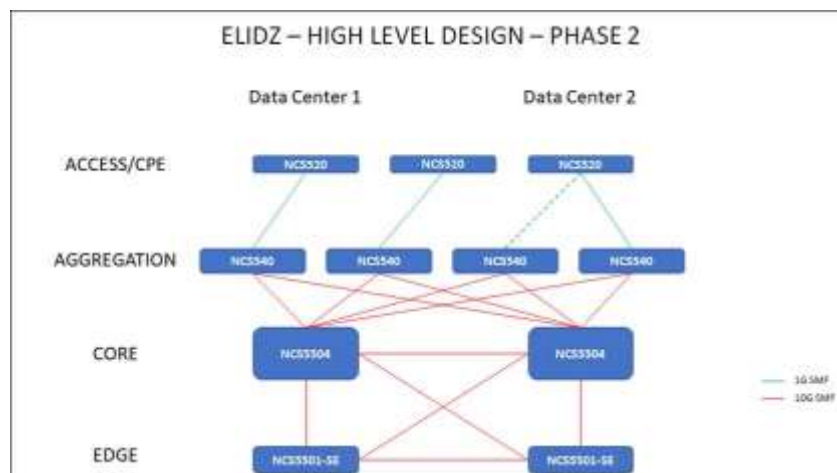 ELIDZ – HIGH LEVEL DESIGN – PHASE 2
Data Center 1
Data Center 2
ACCESS/CPE
NCS520
NCS520
NCS520
AGGREGATION
NCS540
NCS540
NCS540
NCS540
CORE
NCS5504
NCS5504
1G SMF
10G SMF
EDGE
NCS5501-SE
NCS5501-SE